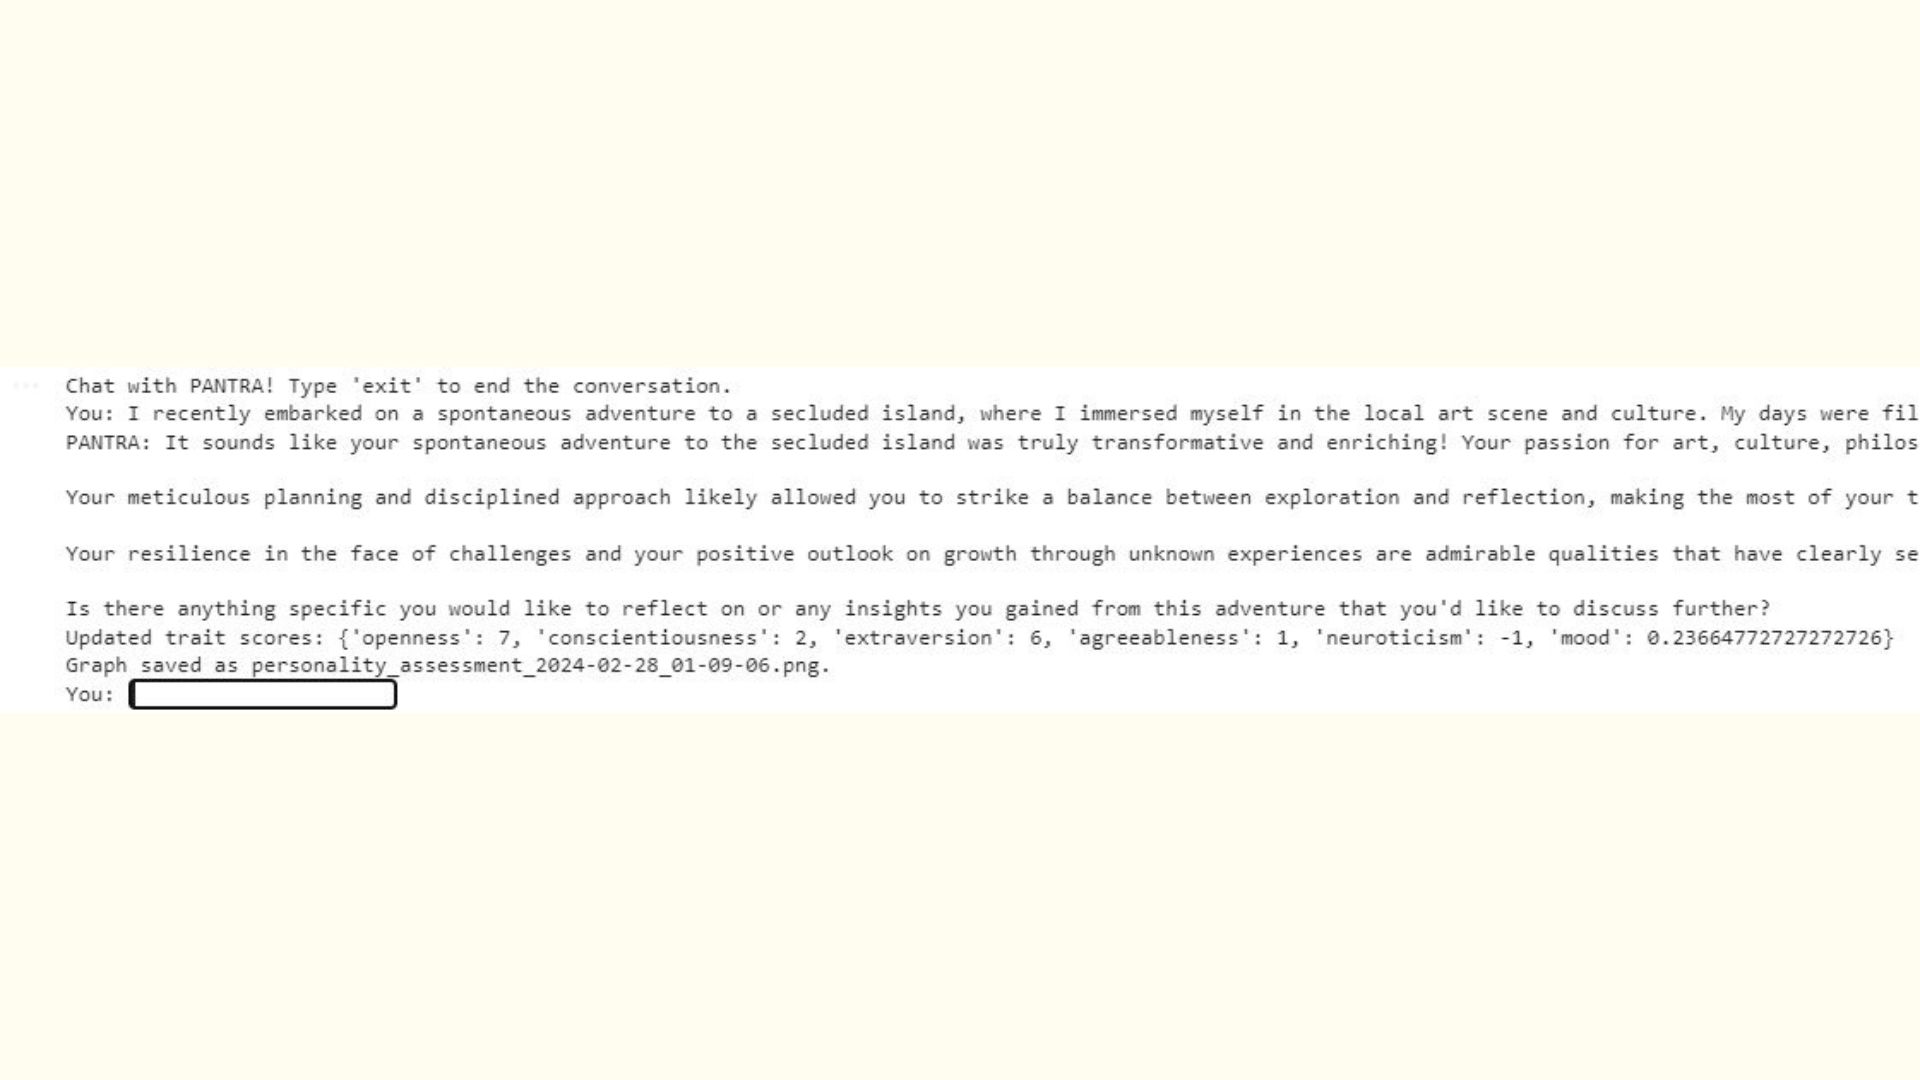 Chat with PANTRA! Type 'exit' to end the conversation.
You: I recently embarked on a spontaneous adventure to a secluded island, where I immersed myself in the local art scene and culture. My days were fil
PANTRA: It sounds like your spontaneous adventure to the secluded island was truly transformative and enriching! Your passion for art, culture, philos
Your meticulous planning and disciplined approach likely allowed you to strike a balance between exploration and reflection, making the most of your t
Your resilience in the face of challenges and your positive outlook on growth through unknown experiences are admirable qualities that have clearly se
Is there anything specific you would like to reflect on or any insights you gained from this adventure that you'd like to discuss further?
Updated trait scores: {'openness': 7, 'conscientiousness': 2, 'extraversion': 6, 'agreeableness': 1, 'neuroticism': -1, 'mood': 0.23664772727272726}
Graph saved as personality_assessment_2024-02-28_01-09-06.png.
You: